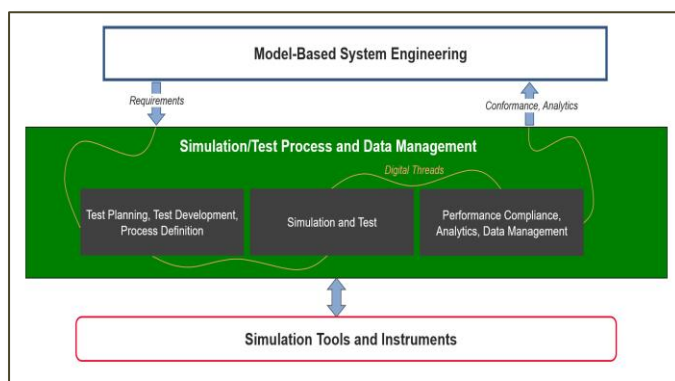 Model-Based System Engineering
Requirements
Conformance, Analytics
Simulation/Test Process and Data Management
Digital Threads
Test Planning, Test Development,
Process Definition
Simulation and Test
Performance Compliance,
Analytics, Data Management
Simulation Tools and Instruments